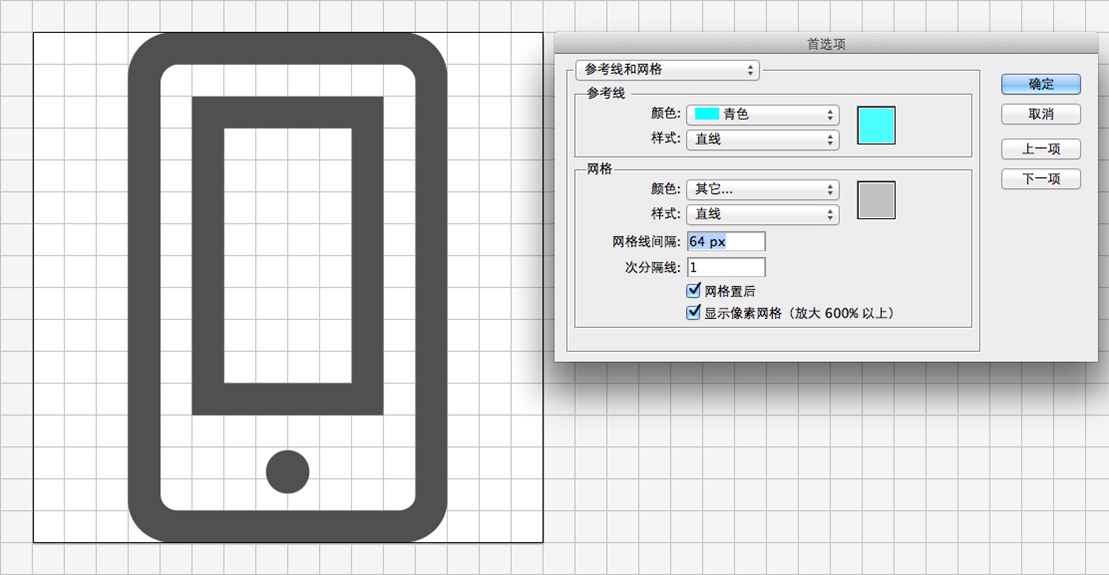 首选项
参考线和网格
参考线
颜色: 青色
样式: 直线
网格
颜色: 其它...
样式: 直线
网格线间隔: 64 px
次分隔线: 1
网格置后
显示像素网格（放大 600% 以上）
确定
取消
上一项
下一项